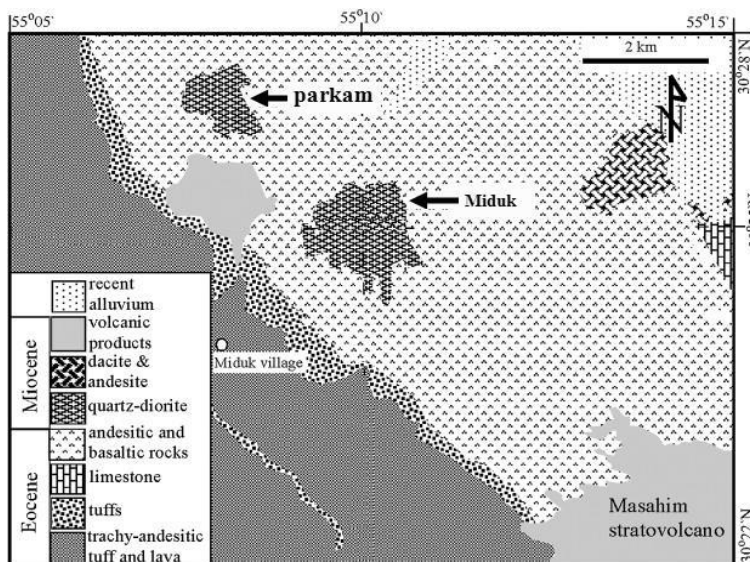 55°05'
55°10'
55°15'
30°28'N
2 km
N
parkam
Miduk
recent
alluvium
Miocene
volcanic
products
Miduk village
dacite &
andesite
quartz-diorite
Eocene
andesitic and
basaltic rocks
limestone
tuffs
trachy-andesitic
tuff and lava
Masahim
stratovolcano
30°22'N